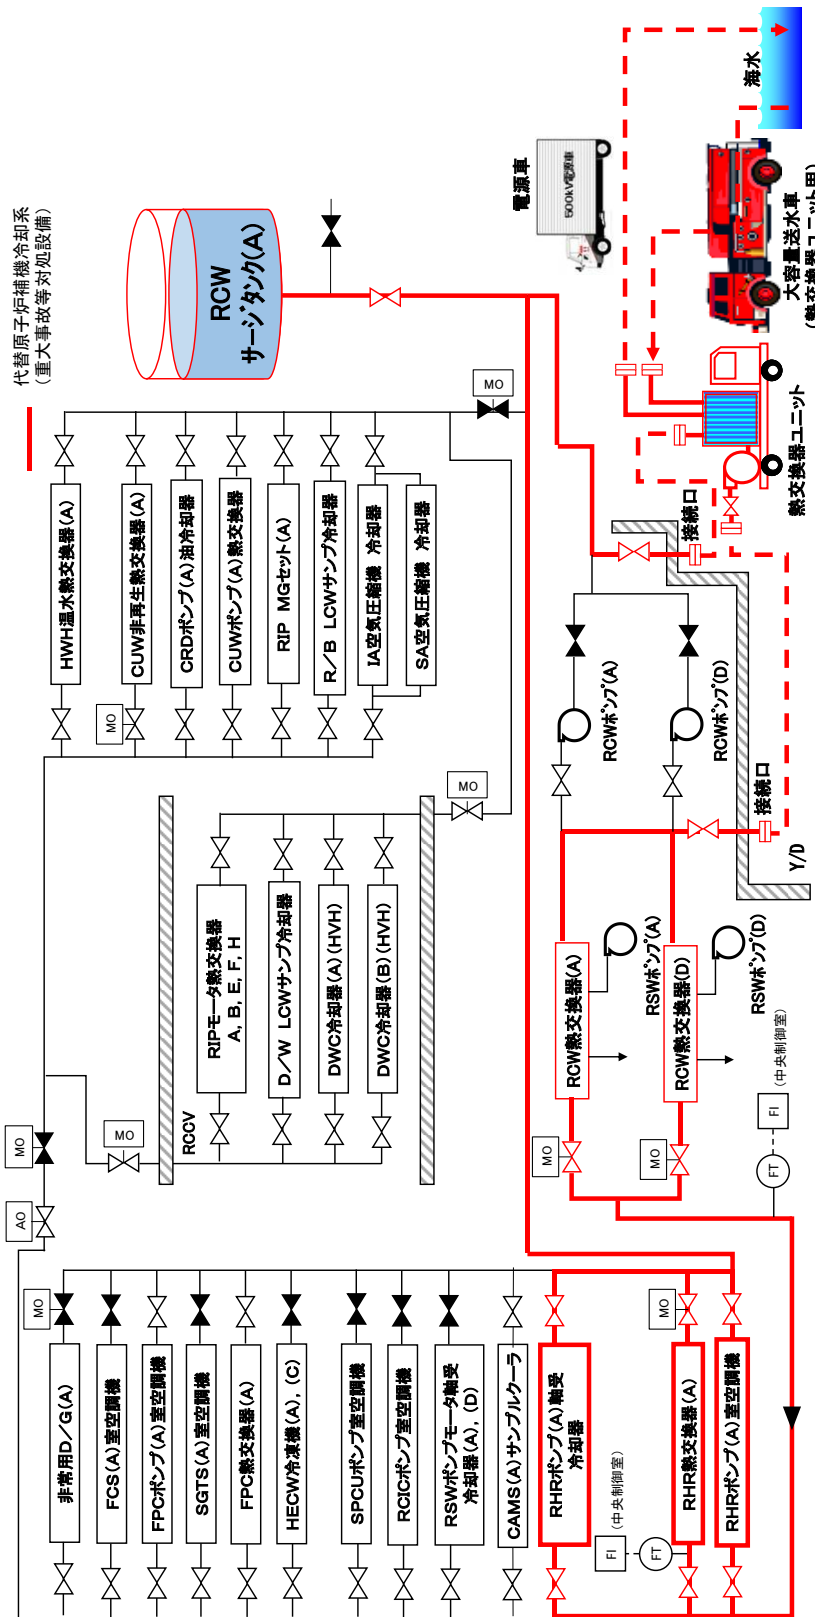 代替原子炉補機冷却系
(重大事故等対処設備)
RCW
サージタンク(A)
電源車
500kV電源車
海水
大容量送水車
(熱交換器ユニット用)
熱交換器ユニット
接続口
接続口
Y/D
MO
HWH温水熱交換器(A)
CUW非再生熱交換器(A)
MO
CRDポンプ(A)油冷却器
CUWポンプ(A)熱交換器
RIP MGセット(A)
R/B LCWサンプ冷却器
IA空気圧縮機 冷却器
SA空気圧縮機 冷却器
MO
RCWポンプ(A)
RCWポンプ(D)
RCCV
MO
RIPモータ熱交換器
A, B, E, F, H
D/W LCWサンプ冷却器
DWC冷却器(A)(HVH)
DWC冷却器(B)(HVH)
RCW熱交換器(A)
RSWポンプ(A)
RCW熱交換器(D)
RSWポンプ(D)
MO
MO
FT
FI
(中央制御室)
MO
AO
MO
非常用D/G(A)
FCS(A)室空調機
FPCポンプ(A)室空調機
SGTS(A)室空調機
FPC熱交換器(A)
HECW冷凍機(A), (C)
SPCUポンプ室空調機
RCICポンプ室空調機
RSWポンプモータ軸受
冷却器(A), (D)
CAMS(A)サンプルクーラ
RHRポンプ(A)軸受
冷却器
MO
RHR熱交換器(A)
RHRポンプ(A)室空調機
FI
(中央制御室)
FT